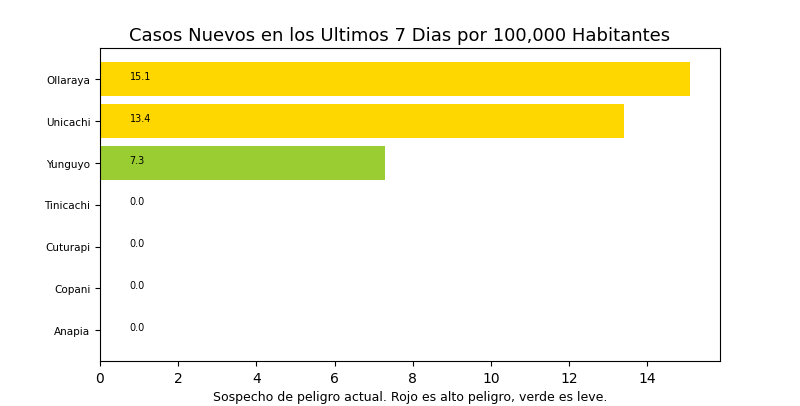 Casos Nuevos en los Ultimos 7 Dias por 100,000 Habitantes
Ollaraya 15.1
Unicachi 13.4
Yunguyo 7.3
Tinicachi 0.0
Cuturapi 0.0
Copani 0.0
Anapia 0.0
0 2 4 6 8 10 12 14
Sospecho de peligro actual. Rojo es alto peligro, verde es leve.